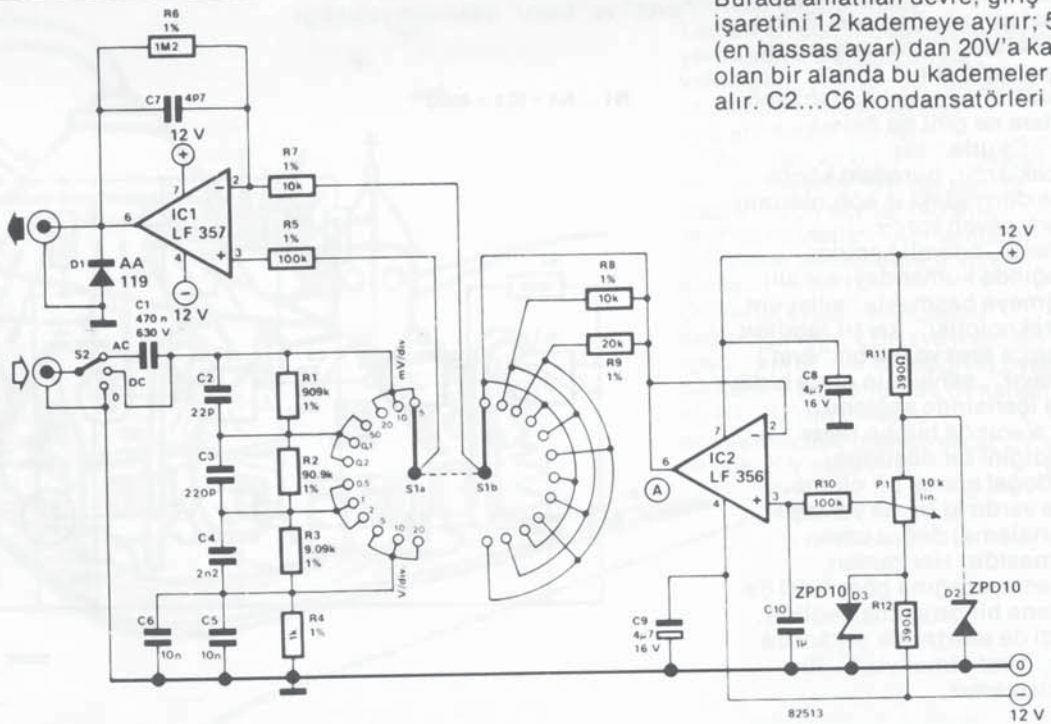 Burada anlatılan devre, giriş
işaretini 12 kademeye ayırır; 5
(en hassas ayar) dan 20V'a ka
olan bir alanda bu kademeler
alır. C2...C6 kondansatörleri
R6
1%
1M2
C7
4p7
12 V
+
7
2
−
6
IC1
LF 357
3
+
4
−
12 V
R7
1%
10k
R5
1%
100k
D1
AA
119
C1
470 n
630 V
S2
AC
DC
0
C2
22p
C3
220p
C4
2n2
C6
10n
C5
10n
R1
909k
1%
R2
90.9k
1%
R3
9.09k
1%
R4
1k
1%
mV/div.
5
10
20
50
0,1
0,2
0,5
1
2
5
10
20
V/div.
S1a
S1b
R8
1%
10k
20k
R9
1%
A
6
7
2
−
IC2
LF 356
3
+
4
R10
100k
C8
4µ7
16 V
12 V
+
R11
390Ω
P1
10 k
lin.
R12
390Ω
C9
4µ7
16 V
C10
1µ
ZPD10
D3
D2
ZPD10
0
−
12 V
82513